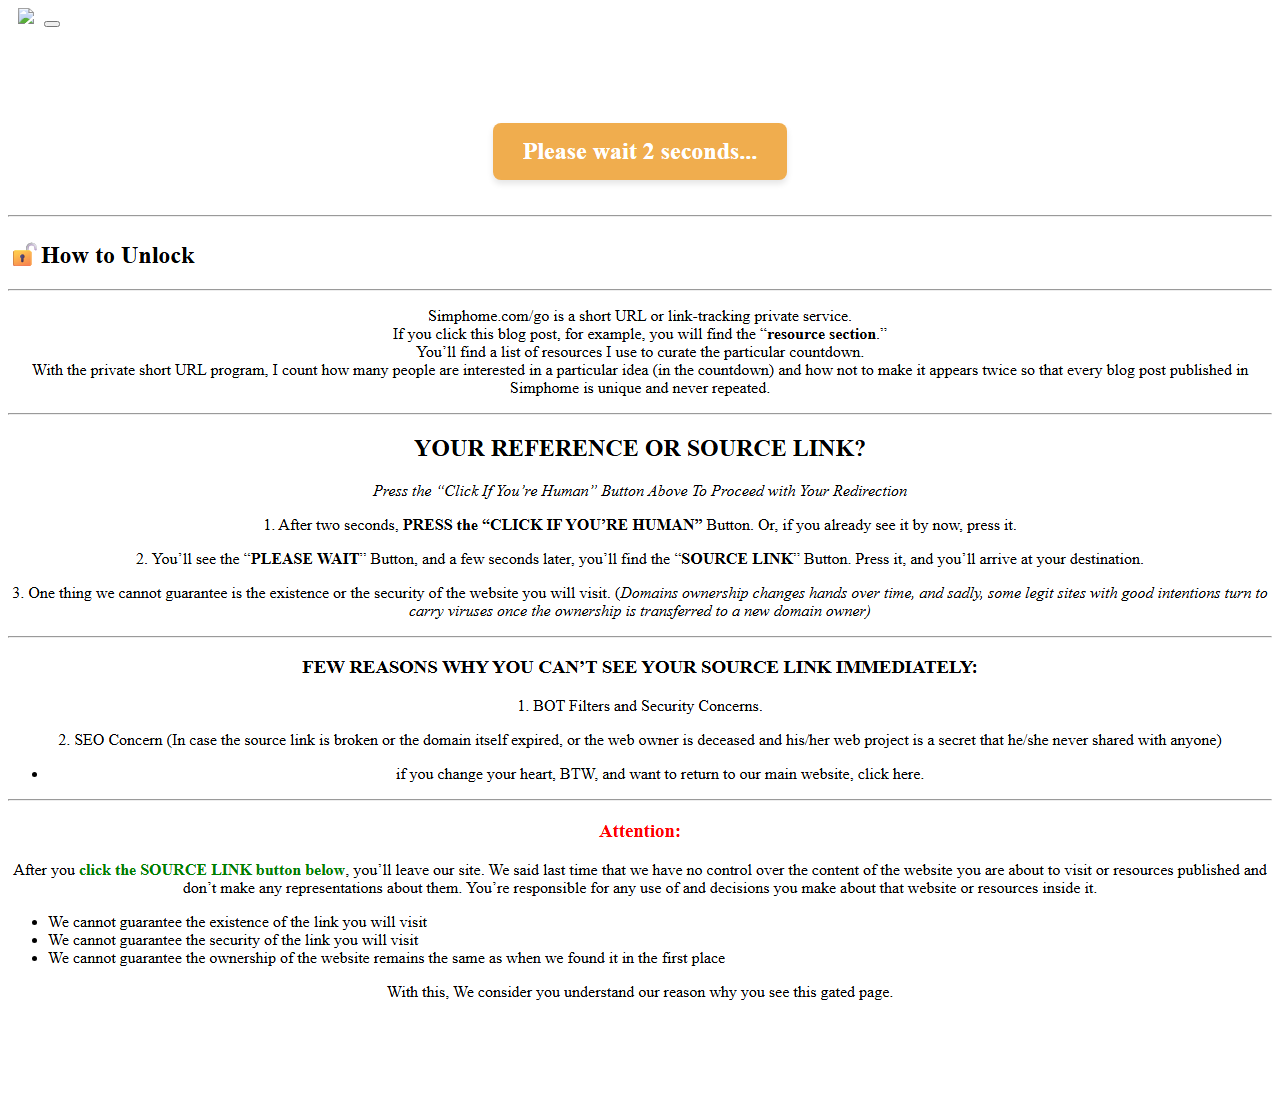 Please wait 2 seconds...
🔓 How to Unlock
Simphome.com/go is a short URL or link-tracking private service.
If you click this blog post, for example, you will find the “resource section.”
You’ll find a list of resources I use to curate the particular countdown.
With the private short URL program, I count how many people are interested in a particular idea (in the countdown) and how not to make it appears twice so that every blog post published in
Simphome is unique and never repeated.
YOUR REFERENCE OR SOURCE LINK?
Press the “Click If You’re Human” Button Above To Proceed with Your Redirection
1. After two seconds, PRESS the “CLICK IF YOU’RE HUMAN” Button. Or, if you already see it by now, press it.
2. You’ll see the “PLEASE WAIT” Button, and a few seconds later, you’ll find the “SOURCE LINK” Button. Press it, and you’ll arrive at your destination.
3. One thing we cannot guarantee is the existence or the security of the website you will visit. (Domains ownership changes hands over time, and sadly, some legit sites with good intentions turn to
carry viruses once the ownership is transferred to a new domain owner)
FEW REASONS WHY YOU CAN’T SEE YOUR SOURCE LINK IMMEDIATELY:
1. BOT Filters and Security Concerns.
2. SEO Concern (In case the source link is broken or the domain itself expired, or the web owner is deceased and his/her web project is a secret that he/she never shared with anyone)
• if you change your heart, BTW, and want to return to our main website, click here.
Attention:
After you click the SOURCE LINK button below, you’ll leave our site. We said last time that we have no control over the content of the website you are about to visit or resources published and
don’t make any representations about them. You’re responsible for any use of and decisions you make about that website or resources inside it.
• We cannot guarantee the existence of the link you will visit
• We cannot guarantee the security of the link you will visit
• We cannot guarantee the ownership of the website remains the same as when we found it in the first place
With this, We consider you understand our reason why you see this gated page.